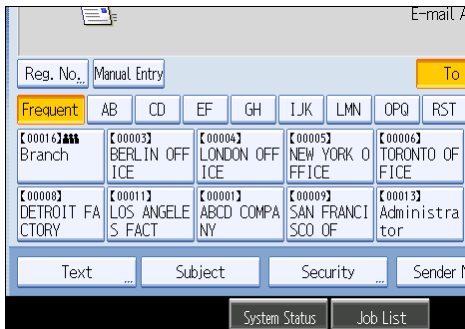 E-mail A
Reg. No. Manual Entry To
Frequent AB CD EF GH IJK LMN OPQ RST
【00016】 【00003】 【00004】 【00005】 【00006】
Branch BERLIN OFF LONDON OFF NEW YORK O TORONTO OF
ICE ICE FFICE FICE
【00008】 【00011】 【00001】 【00009】 【00013】
DETROIT FA LOS ANGELE ABCD COMPA SAN FRANCI Administra
CTORY S FACT NY SCO OF tor
Text ... Subject Security ... Sender N
System Status Job List